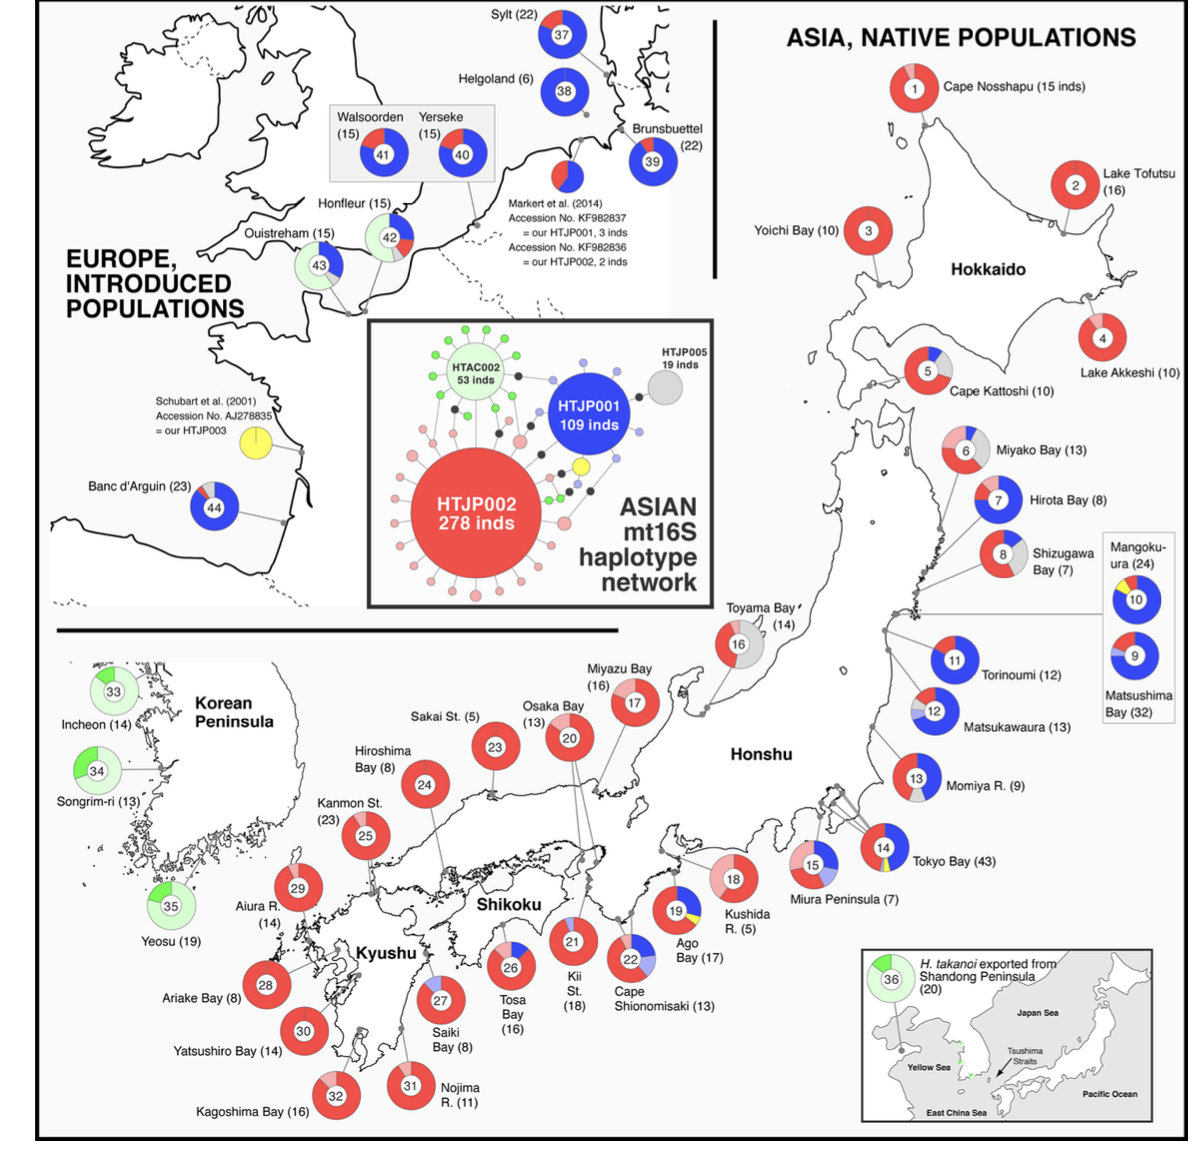 Sylt (22)
37
Helgoland (6)
38
Walsoorden
(15)
41
Yerseke
(15)
40
Brunsbuettel
(22)
39
Honfleur (15)
42
Ouistreham (15)
43
Markert et al. (2014)
Accession No. KF982837
= our HTJP001, 3 inds
Accession No. KF982836
= our HTJP002, 2 inds
EUROPE,
INTRODUCED
POPULATIONS
Schubart et al. (2001)
Accession No. AJ278835
= our HTJP003
Banc d'Arguin (23)
44
HTAC002
53 inds
HTJP001
109 inds
HTJP005
19 inds
HTJP002
278 inds
ASIAN
mt16S
haplotype
network
ASIA, NATIVE POPULATIONS
1
Cape Nosshapu (15 inds)
2
Lake Tofutsu
(16)
Yoichi Bay (10)
3
Hokkaido
4
Lake Akkeshi (10)
5
Cape Kattoshi (10)
6
Miyako Bay (13)
7
Hirota Bay (8)
8
Shizugawa
Bay (7)
Mangoku-
ura (24)
10
9
Matsushima
Bay (32)
11
Torinoumi (12)
12
Matsukawaura (13)
13
Momiya R. (9)
14
Tokyo Bay (43)
15
Miura Peninsula (7)
Toyama Bay
(14)
16
Honshu
Miyazu Bay
(16)
17
18
Kushida
R. (5)
19
Ago
Bay (17)
Osaka Bay
(13)
20
21
Kii
St.
(18)
22
Cape
Shionomisaki (13)
Sakai St. (5)
23
Hiroshima
Bay (8)
24
Kanmon St.
(23)
25
Shikoku
26
Tosa
Bay
(16)
27
Saiki
Bay (8)
Kyushu
Ariake Bay (8)
28
Aiura R.
(14)
29
Yatsushiro Bay (14)
30
31
Nojima
R. (11)
Kagoshima Bay (16)
32
Korean
Peninsula
33
Incheon (14)
34
Songrim-ri (13)
35
Yeosu (19)
36
H. takanoi exported from
Shandong Peninsula
(20)
Japan Sea
Tsushima
Straits
Yellow Sea
Pacific Ocean
East China Sea